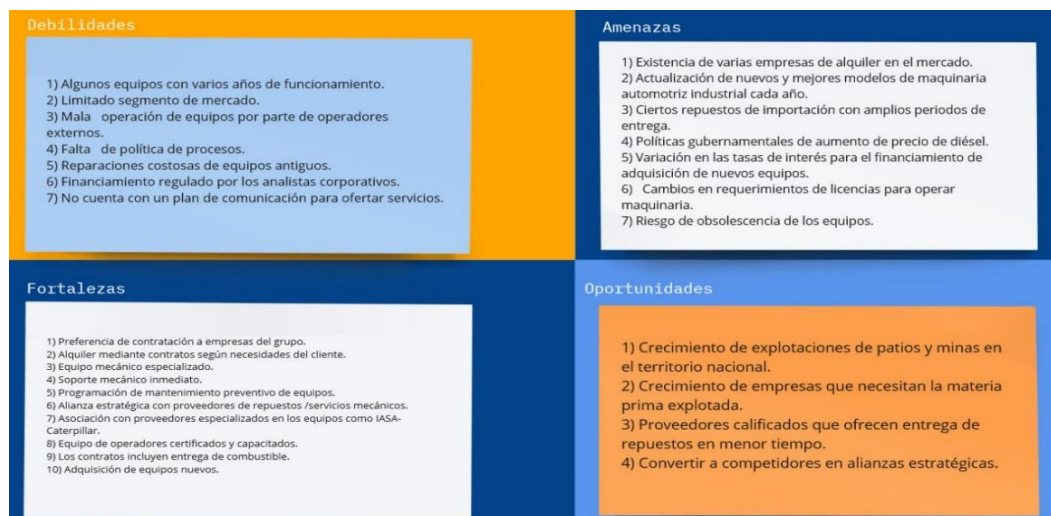 Debilidades
1) Algunos equipos con varios años de funcionamiento.
2) Limitado segmento de mercado.
3) Mala operación de equipos por parte de operadores
externos.
4) Falta de política de procesos.
5) Reparaciones costosas de equipos antiguos.
6) Financiamiento regulado por los analistas corporativos.
7) No cuenta con un plan de comunicación para ofertar servicios.
Amenazas
1) Existencia de varias empresas de alquiler en el mercado.
2) Actualización de nuevos y mejores modelos de maquinaria
automotriz industrial cada año.
3) Ciertos repuestos de importación con amplios periodos de
entrega.
4) Políticas gubernamentales de aumento de precio de diésel.
5) Variación en las tasas de interés para el financiamiento de
adquisición de nuevos equipos.
6) Cambios en requerimientos de licencias para operar
maquinaria.
7) Riesgo de obsolescencia de los equipos.
Fortalezas
1) Preferencia de contratación a empresas del grupo.
2) Alquiler mediante contratos según necesidades del cliente.
3) Equipo mecánico especializado.
4) Soporte mecánico inmediato.
5) Programación de mantenimiento preventivo de equipos.
6) Alianza estratégica con proveedores de repuestos /servicios mecánicos.
7) Asociación con proveedores especializados en los equipos como IASA-
Caterpillar.
8) Equipo de operadores certificados y capacitados.
9) Los contratos incluyen entrega de combustible.
10) Adquisición de equipos nuevos.
Oportunidades
1) Crecimiento de explotaciones de patios y minas en
el territorio nacional.
2) Crecimiento de empresas que necesitan la materia
prima explotada.
3) Proveedores calificados que ofrecen entrega de
repuestos en menor tiempo.
4) Convertir a competidores en alianzas estratégicas.